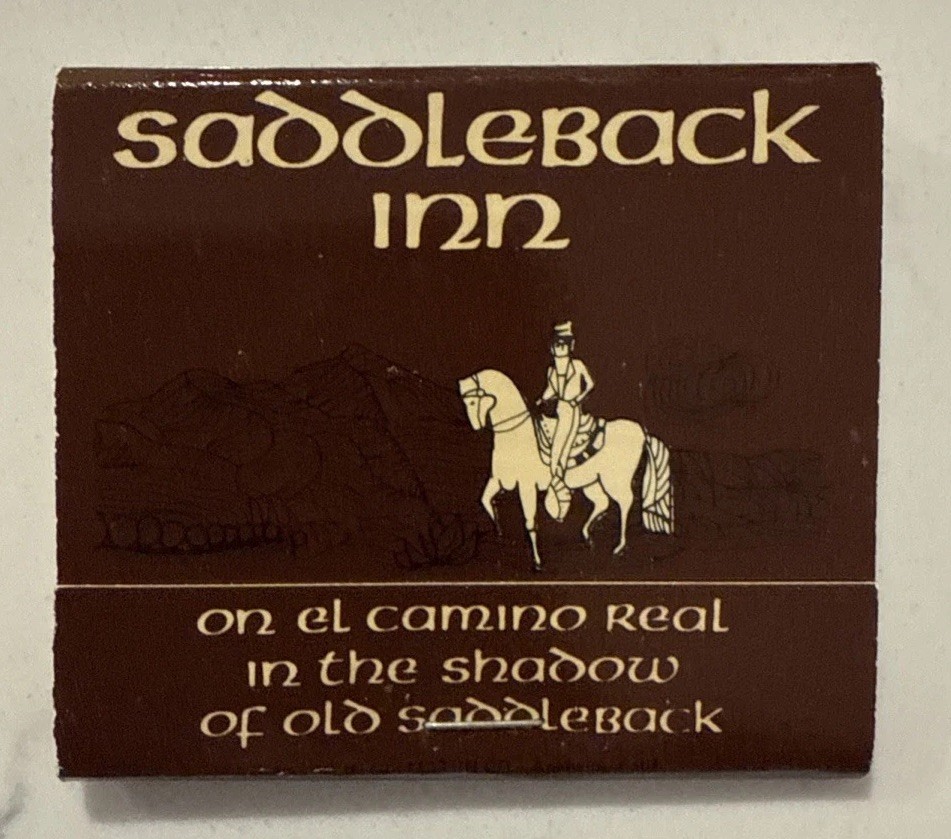 Saddleback
Inn
on el camino Real
in the shadow
of old Saddleback